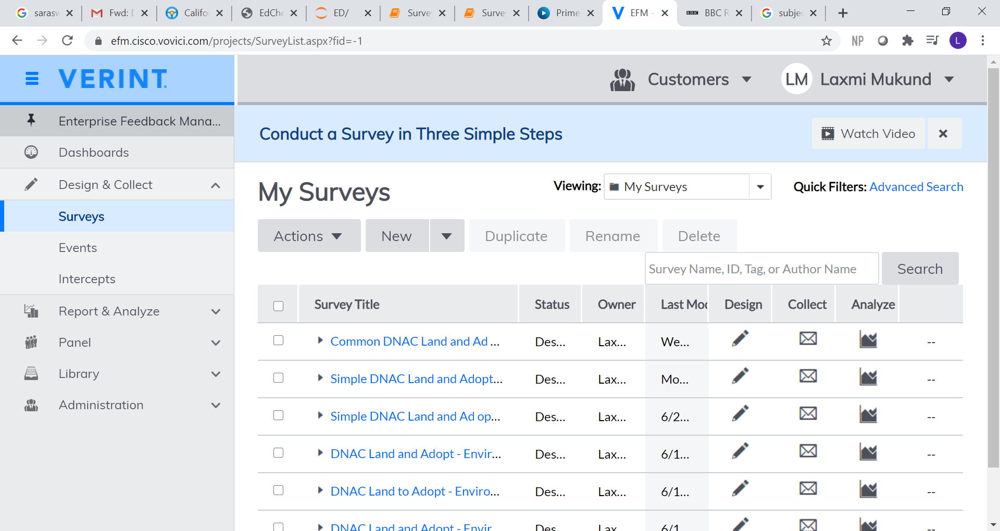 sarasw
Fwd: D
Califo
EdChe
ED/
Surve
Surve
Prime
EFM -
BBC R
subje
efm.cisco.vovici.com/projects/SurveyList.aspx?fid=-1
NP
L
VERINT.
Customers
LM
Laxmi Mukund
Enterprise Feedback Mana...
Dashboards
Design & Collect
Surveys
Events
Intercepts
Report & Analyze
Panel
Library
Administration
Conduct a Survey in Three Simple Steps
Watch Video
My Surveys
Viewing: My Surveys
Quick Filters: Advanced Search
Actions New Duplicate Rename Delete
Survey Name, ID, Tag, or Author Name Search
Survey Title Status Owner Last Mod Design Collect Analyze
Common DNAC Land and Ad ... Des... Lax... We... --
Simple DNAC Land and Adopt... Des... Lax... Mo... --
Simple DNAC Land and Ad op... Des... Lax... 6/2... --
DNAC Land and Adopt - Envir... Des... Lax... 6/1... --
DNAC Land to Adopt - Enviro... Des... Lax... 6/1... --
DNAC Land and Adopt - Envir Des Lax 6/1 --